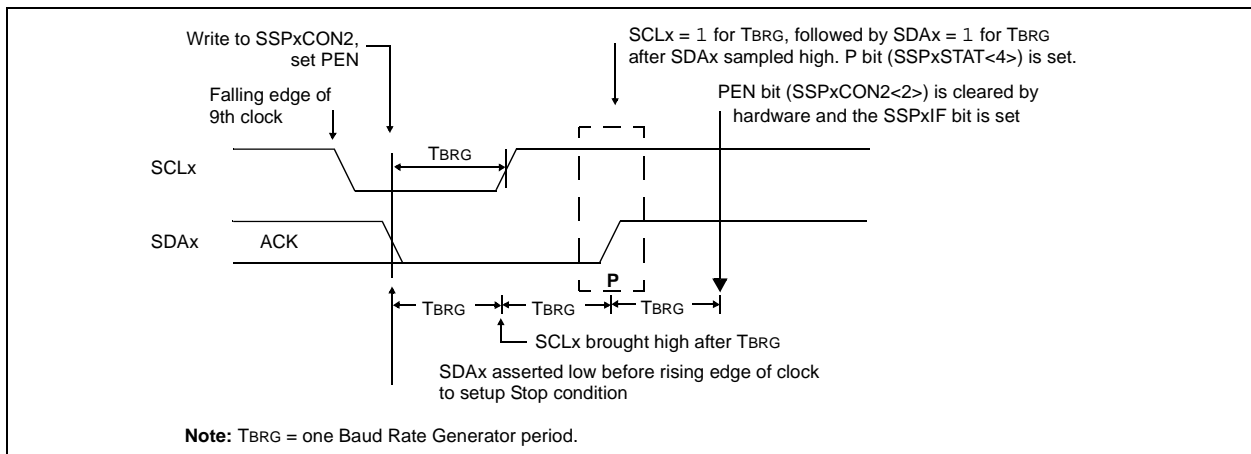 Write to SSPxCON2,
set PEN
SCLx = 1 for TBRG, followed by SDAx = 1 for TBRG
after SDAx sampled high. P bit (SSPxSTAT<4>) is set.
Falling edge of
9th clock
PEN bit (SSPxCON2<2>) is cleared by
hardware and the SSPxIF bit is set
TBRG
SCLx
SDAx
ACK
P
TBRG
TBRG
TBRG
SCLx brought high after TBRG
SDAx asserted low before rising edge of clock
to setup Stop condition
Note: TBRG = one Baud Rate Generator period.